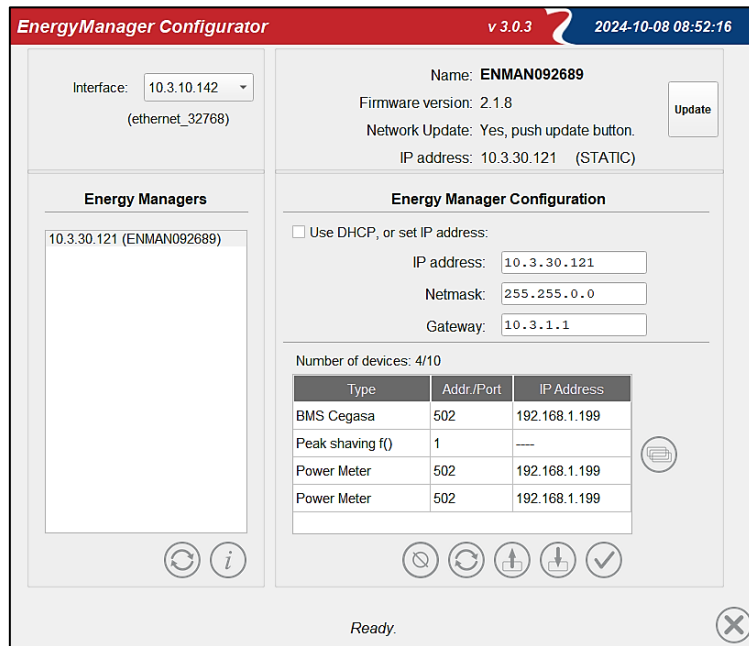 EnergyManager Configurator v 3.0.3 2024-10-08 08:52:16
Interface: 10.3.10.142
(ethernet_32768)
Name: ENMAN092689
Firmware version: 2.1.8
Network Update: Yes, push update button.
IP address: 10.3.30.121 (STATIC)
Update
Energy Managers
10.3.30.121 (ENMAN092689)
Energy Manager Configuration
Use DHCP, or set IP address:
IP address: 10.3.30.121
Netmask: 255.255.0.0
Gateway: 10.3.1.1
Number of devices: 4/10
Type Addr./Port IP Address
BMS Cegasa 502 192.168.1.199
Peak shaving f() 1 ----
Power Meter 502 192.168.1.199
Power Meter 502 192.168.1.199
i
Ready.